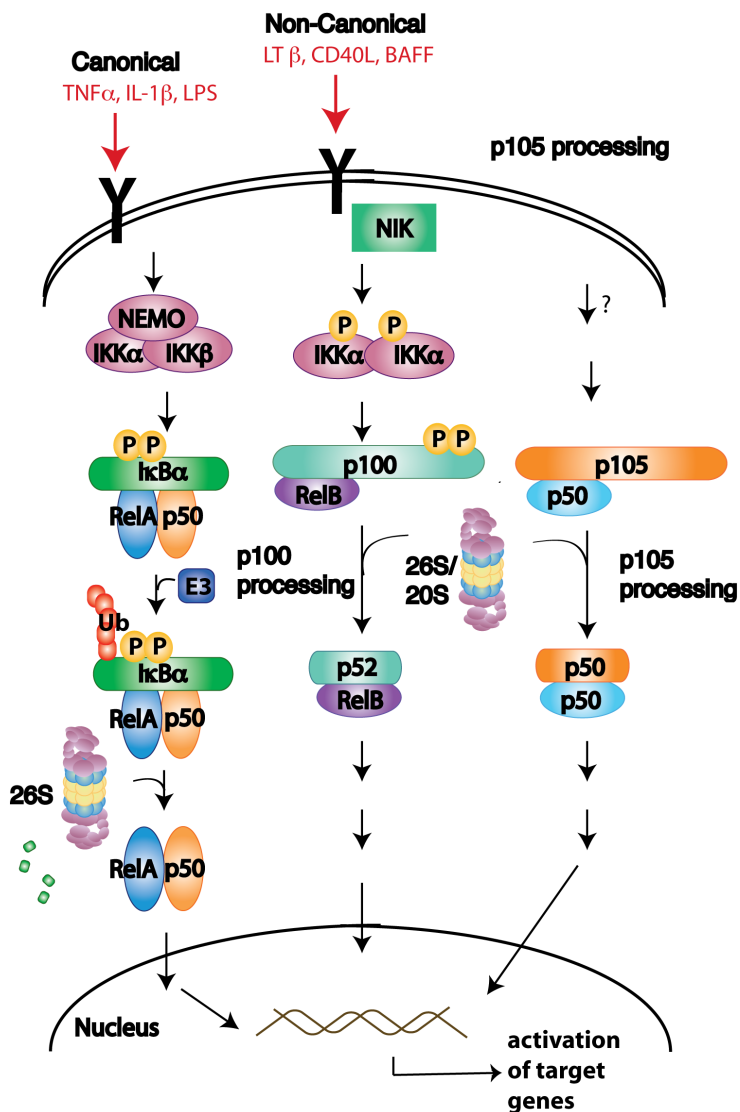 Non-Canonical
LT β, CD40L, BAFF
Canonical
TNFα, IL-1β, LPS
p105 processing
NIK
?
NEMO
IKKα IKKβ
P P
IKKα IKKα
P P
IκBα
RelA p50
P P
p100
RelB
p105
p50
E3
p100
processing
26S/
20S
p105
processing
Ub
P P
IκBα
RelA p50
p52
RelB
p50
p50
26S
RelA p50
Nucleus
activation
of target
genes